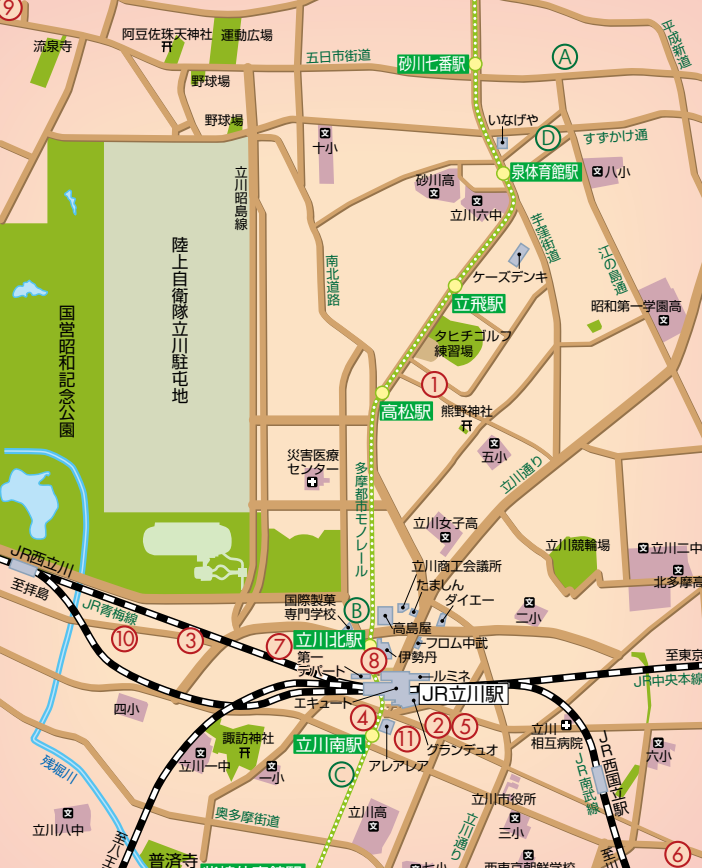 ⑨
流泉寺
阿豆佐珠天神社
運動広場
五日市街道
砂川七番駅
Ⓐ
平成新道
野球場
野球場
十小
いなげや
Ⓓ
すずかけ通
泉体育館駅
八小
砂川高
立川六中
立川昭島線
陸上自衛隊立川駐屯地
国営昭和記念公園
南北道路
芋窪街道
江の島通
ケーズデンキ
立飛駅
昭和第一学園高
タヒチゴルフ
練習場
①
高松駅
熊野神社
五小
災害医療
センター
多摩都市モノレール
立川通り
立川女子高
立川競輪場
立川二中
北多摩高
JR西立川
至拝島
JR青梅線
立川商工会議所
たましん
ダイエー
国際製菓
専門学校
Ⓑ
高島屋
二小
⑩
③
⑦
立川北駅
フロム中武
伊勢丹
⑧
第一
デパート
ルミネ
至東京
JR中央本線
エキュート
JR立川駅
四小
④
②
⑤
⑪
グランデュオ
立川南駅
アレアレア
諏訪神社
立川一中
一小
立川
相互病院
JR南武線
JR西国立駅
六小
残堀川
Ⓒ
奥多摩街道
立川高
立川市役所
三小
立川通り
立川八中
⑥
普済寺